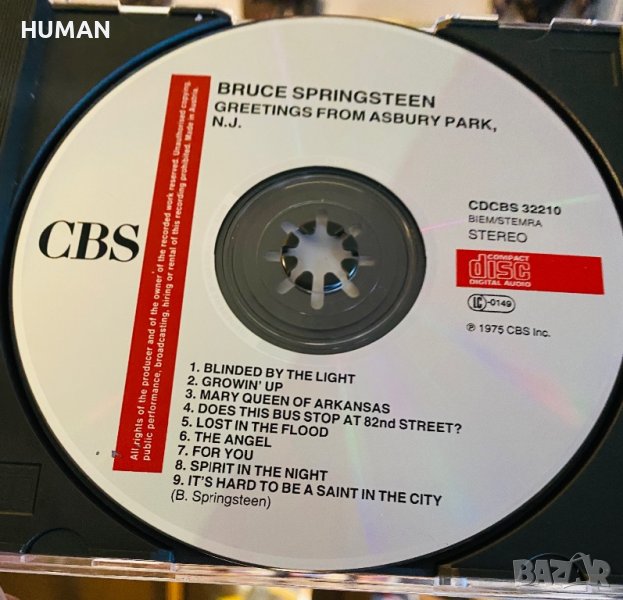 HUMAN
BRUCE SPRINGSTEEN
GREETINGS FROM ASBURY PARK,
N.J.
All rights of the producer and of the owner of the recorded work reserved. Unauthorised copying,
public performance, broadcasting, hiring or rental of this recording prohibited. Made in Austria.
CBS
CDCBS 32210
BIEM/STEMRA
STEREO
COMPACT
disc
DIGITAL AUDIO
LC-0149
℗ 1975 CBS Inc.
1. BLINDED BY THE LIGHT
2. GROWIN' UP
3. MARY QUEEN OF ARKANSAS
4. DOES THIS BUS STOP AT 82nd STREET?
5. LOST IN THE FLOOD
6. THE ANGEL
7. FOR YOU
8. SPIRIT IN THE NIGHT
9. IT'S HARD TO BE A SAINT IN THE CITY
(B. Springsteen)
BAZAR